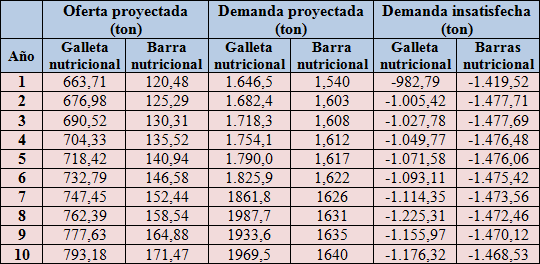 Año Oferta proyectada (ton) Demanda proyectada (ton) Demanda insatisfecha (ton)
Galleta nutricional Barra nutricional Galleta nutricional Barra nutricional Galleta nutricional Barras nutricional
1 663,71 120,48 1.646,5 1,540 -982,79 -1.419,52
2 676,98 125,29 1.682,4 1,603 -1.005,42 -1.477,71
3 690,52 130,31 1.718,3 1,608 -1.027,78 -1.477,69
4 704,33 135,52 1.754,1 1,612 -1.049,77 -1.476,48
5 718,42 140,94 1.790,0 1,617 -1.071,58 -1.476,06
6 732,79 146,58 1.825,9 1,622 -1.093,11 -1.475,42
7 747,45 152,44 1861,8 1626 -1.114,35 -1.473,56
8 762,39 158,54 1987,7 1631 -1.225,31 -1.472,46
9 777,63 164,88 1933,6 1635 -1.155,97 -1.470,12
10 793,18 171,47 1969,5 1640 -1.176,32 -1.468,53